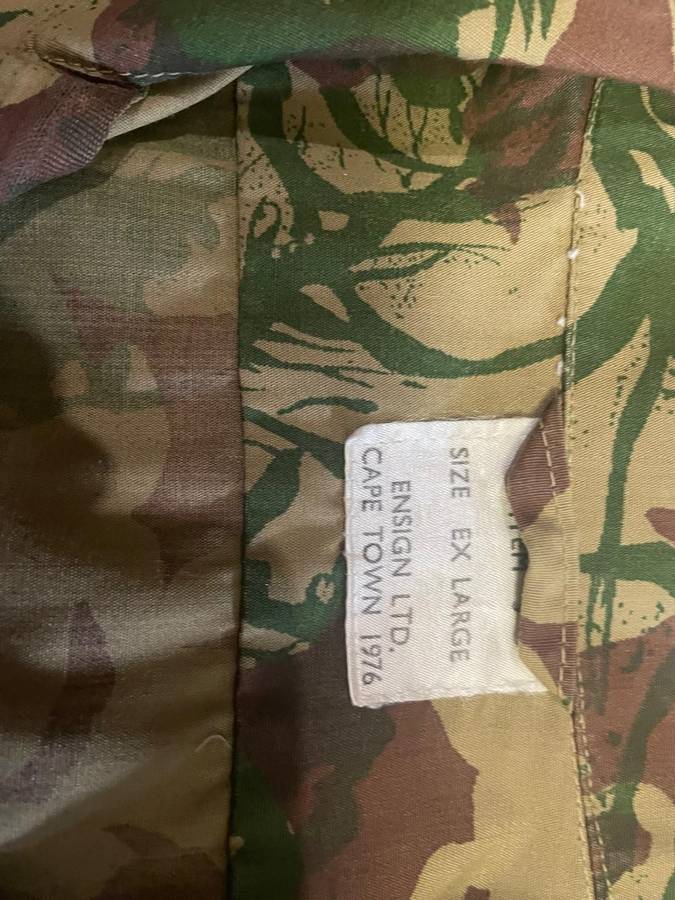 SIZE EX LARGE
ENSIGN LTD.
CAPE TOWN 1976